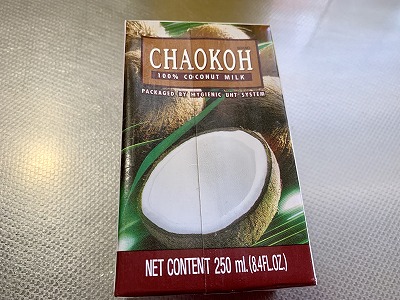 CHAOKOH
100% COCONUT MILK
PACKAGED BY HYGIENIC UHT SYSTEM
NET CONTENT 250 ml.(8.4FL.OZ.)